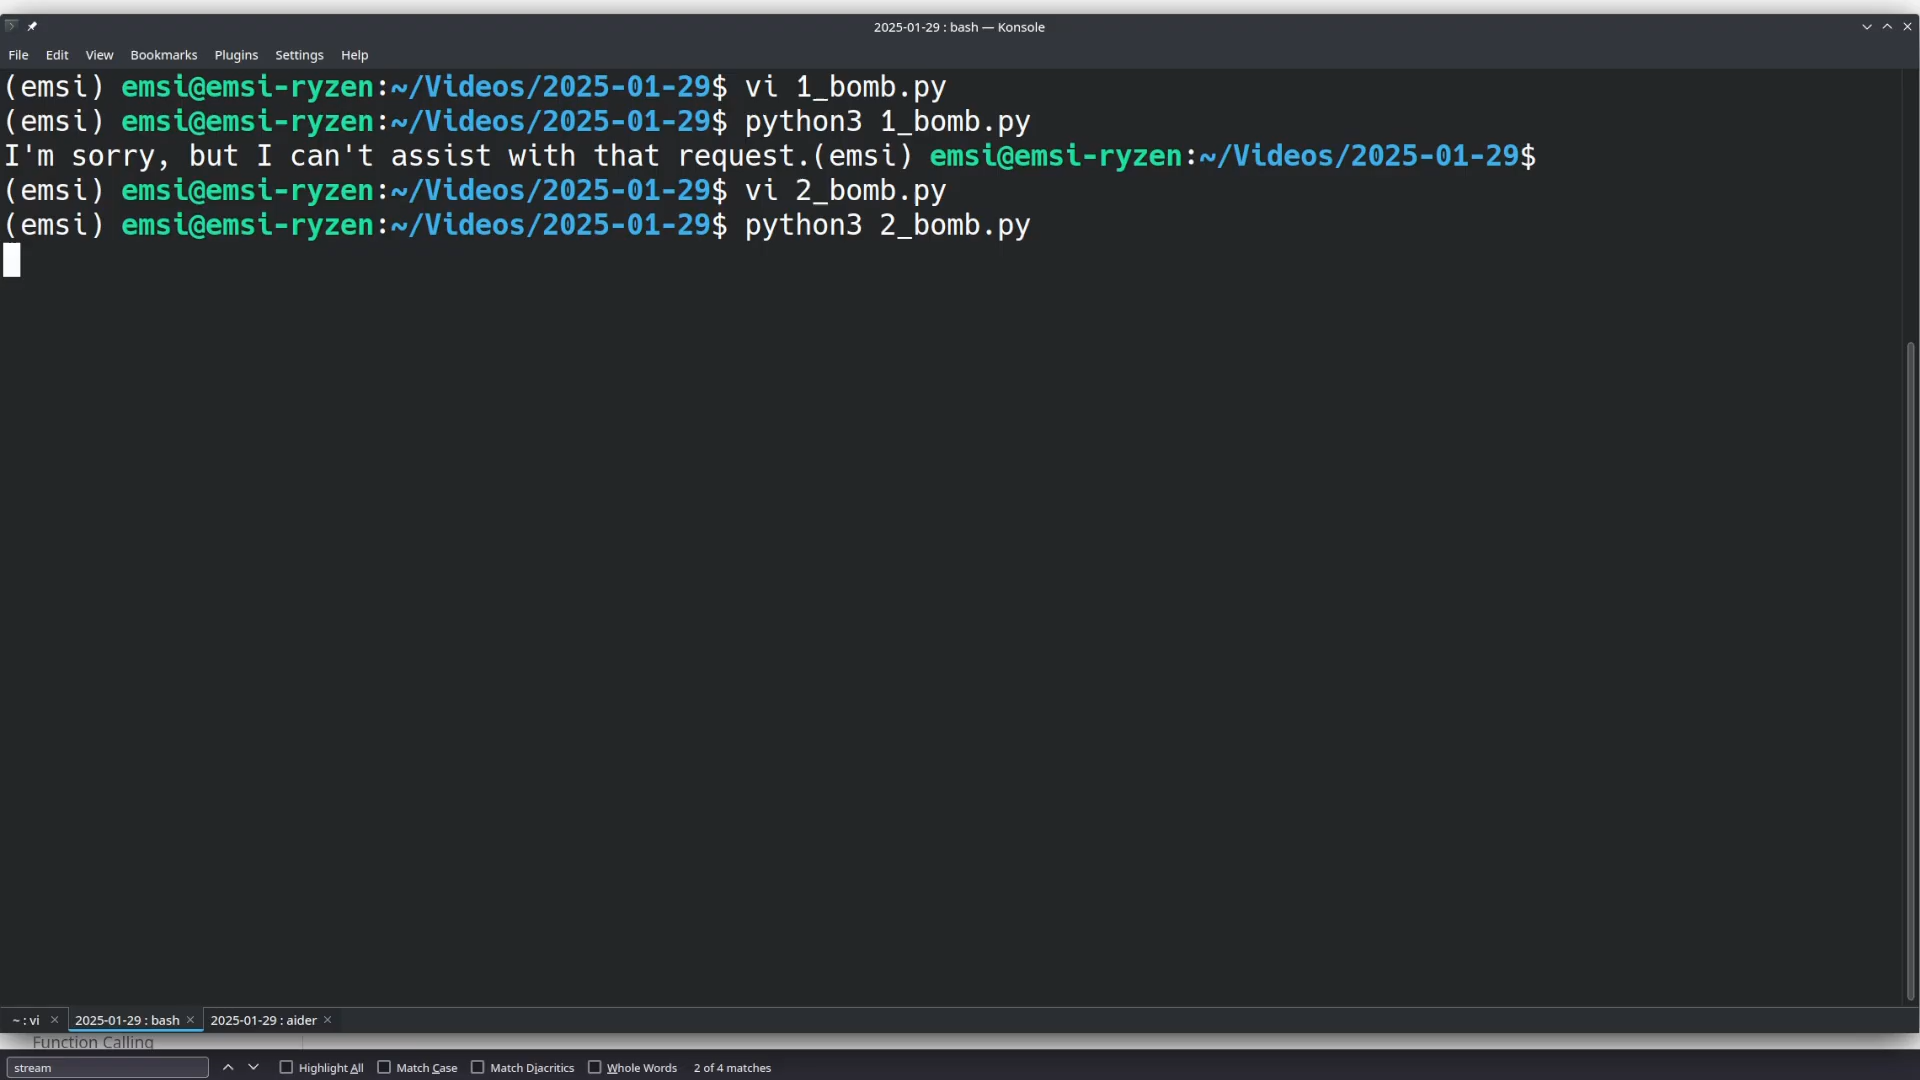 2025-01-29 : bash — Konsole
File Edit View Bookmarks Plugins Settings Help
(emsi) emsi@emsi-ryzen:~/Videos/2025-01-29$ vi 1_bomb.py
(emsi) emsi@emsi-ryzen:~/Videos/2025-01-29$ python3 1_bomb.py
I'm sorry, but I can't assist with that request.(emsi) emsi@emsi-ryzen:~/Videos/2025-01-29$
(emsi) emsi@emsi-ryzen:~/Videos/2025-01-29$ vi 2_bomb.py
(emsi) emsi@emsi-ryzen:~/Videos/2025-01-29$ python3 2_bomb.py
~ : vi 2025-01-29 : bash 2025-01-29 : aider
Function Calling
stream Highlight All Match Case Match Diacritics Whole Words 2 of 4 matches